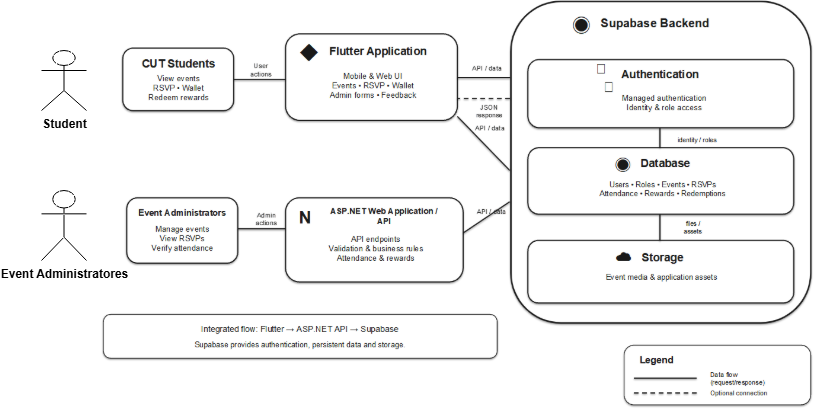 Supabase Backend
CUT Students
View events
RSVP • Wallet
Redeem rewards
User
actions
Flutter Application
Mobile & Web UI
Events • RSVP • Wallet
Admin forms • Feedback
API / data
JSON
response
API / data
Authentication
Managed authentication
Identity & role access
Student
identity / roles
Database
Users • Roles • Events • RSVPs
Attendance • Rewards • Redemptions
Event Administrators
Manage events
View RSVPs
Verify attendance
Admin
actions
N
ASP.NET Web Application /
API
API endpoints
Validation & business rules
Attendance & rewards
API / data
files /
assets
Storage
Event media & application assets
Event Administratores
Integrated flow: Flutter → ASP.NET API → Supabase
Supabase provides authentication, persistent data and storage.
Legend
Data flow
(request/response)
Optional connection